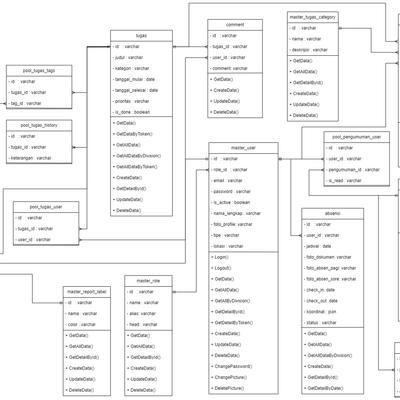 tugas
- id : varchar
- judul : varchar
- kategori : varchar
- tanggal_mulai : date
- tanggal_selesai : date
- prioritas : varchar
- is_done : boolean
+ GetData()
+ GetDataByToken()
+ GetAllData()
+ GetAllDataByDivision()
+ GetAllDataByToken()
+ CreateData()
+ GetDetailById()
+ UpdateData()
+ DeleteData()
comment
- id : varchar
- tugas_id : varchar
- user_id : varchar
- comment : varchar
+ GetData()
+ CreateData()
+ UpdateData()
+ DeleteData()
master_tugas_category
- id : varchar
- nama : varchar
- deskripsi : varchar
+ GetData()
+ GetAllData()
+ GetDetailById()
+ CreateData()
+ UpdateData()
+ DeleteData()
pool_tugas_tags
- id : varchar
- tugas_id : varchar
- tag_id : varchar
pool_tugas_history
- id : varchar
- tugas_id : varchar
- keterangan : varchar
pool_tugas_user
- id : varchar
- tugas_id : varchar
- user_id : varchar
master_user
- id : varchar
- role_id : varchar
- email : varchar
- password : varchar
- is_active : boolean
- nama_lengkap : varchar
- foto_profile : varchar
- tipe : varchar
- lokasi : varchar
+ Login()
+ Logout()
+ GetData()
+ GetAllData()
+ GetAllByDivision()
+ GetDetailById()
+ GetDetailByToken()
+ CreateData()
+ UpdateData()
+ DeleteData()
+ ChangePassword()
+ ChangePicture()
+ DeletePicture()
pool_pengumuman_user
- id : varchar
- user_id : varchar
- pengumuman_id : varchar
- is_read : varchar
absensi
- id : varchar
- user_id : varchar
- jadwal : date
- foto_dokumen : varchar
- foto_absen_pagi : varchar
- foto_absen_sore : varchar
- check_in : date
- check_out : date
- koordinat : json
- status : varchar
+ GetData()
+ GetAllData()
+ GetAllDataByDivision()
+ CreateData()
+ GetDetailById()
+ GetDetailByDate()
master_report_label
- id : varchar
- nama : varchar
- color : varchar
+ GetData()
+ GetAllData()
+ GetDetailById()
+ CreateData()
+ UpdateData()
+ DeleteData()
master_role
- id : varchar
- nama : varchar
- alias : varchar
- head : varchar
+ GetData()
+ GetAllData()
+ GetDetailById()
+ CreateData()
+ UpdateData()
+ DeleteData()